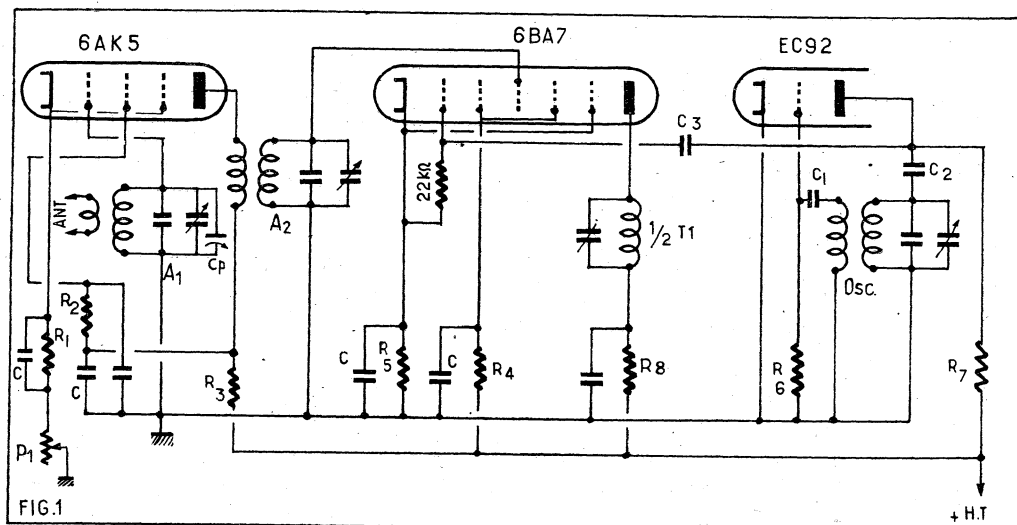 6AK5
6BA7
EC92
C3
C2
C1
22KΩ
ANT
A2
1/2 T1
Cp
A1
Osc.
R2
R1
C
C
R3
C
R5
C
R4
R8
R6
R7
P1
FIG.1
+ H.T